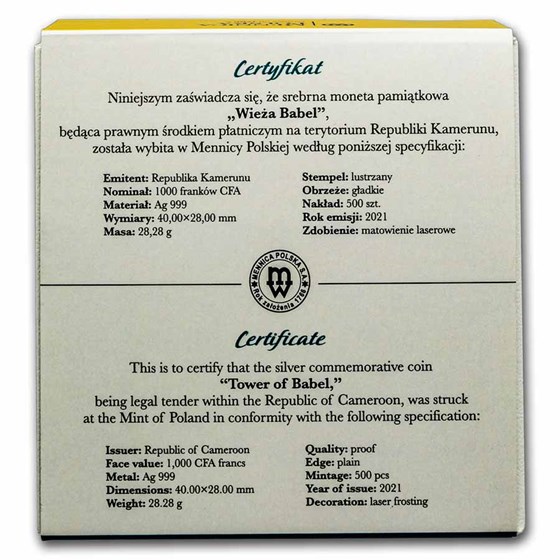 Certyfikat
Niniejszym zaświadcza się, że srebrna moneta pamiątkowa
„Wieża Babel”,
będąca prawnym środkiem płatniczym na terytorium Republiki Kamerunu,
została wybita w Mennicy Polskiej według poniższej specyfikacji:
Emitent: Republika Kamerunu
Nominał: 1000 franków CFA
Materiał: Ag 999
Wymiary: 40,00×28,00 mm
Masa: 28,28 g
Stempel: lustrzany
Obrzeże: gładkie
Nakład: 500 szt.
Rok emisji: 2021
Zdobienie: matowienie laserowe
MENNICA POLSKA S.A.
mw
Rok założenia 1766
Certificate
This is to certify that the silver commemorative coin
“Tower of Babel,”
being legal tender within the Republic of Cameroon, was struck
at the Mint of Poland in conformity with the following specification:
Issuer: Republic of Cameroon
Face value: 1,000 CFA francs
Metal: Ag 999
Dimensions: 40.00×28.00 mm
Weight: 28.28 g
Quality: proof
Edge: plain
Mintage: 500 pcs
Year of issue: 2021
Decoration: laser frosting